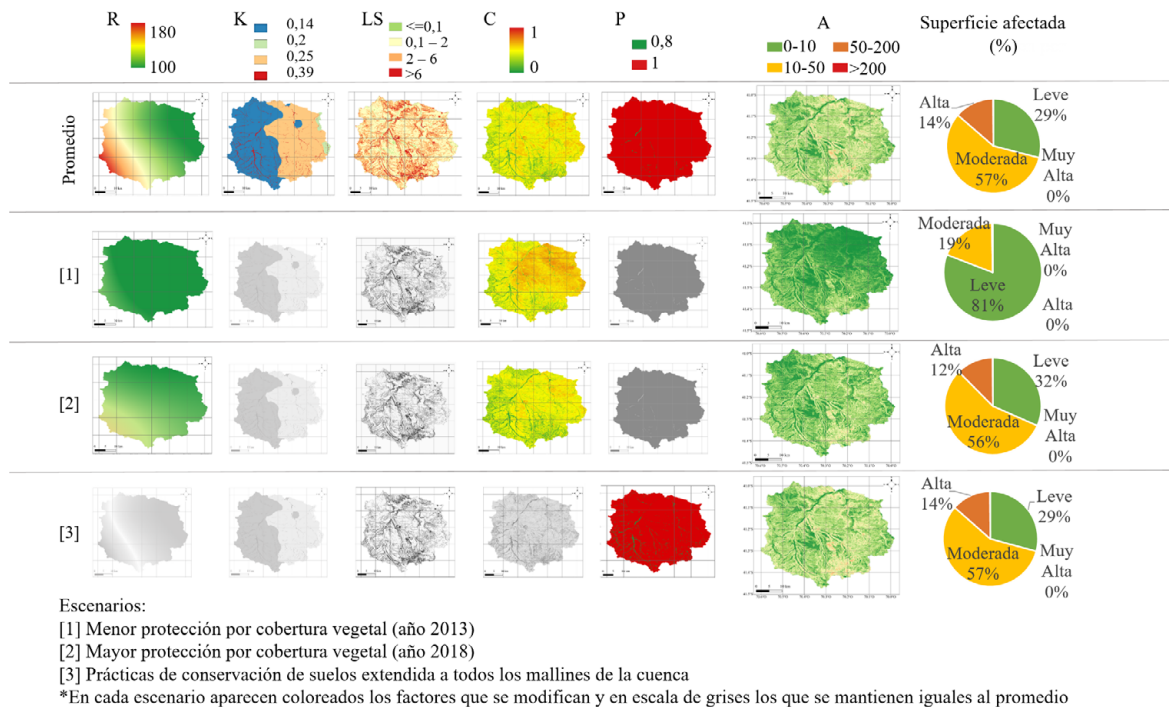 R
180
100
K
0,14
0,2
0,25
0,39
LS
<=0,1
0,1 – 2
2 – 6
>6
C
1
0
P
0,8
1
A
0-10
50-200
10-50
>200
Superficie afectada
(%)
Promedio
Alta
14%
Leve
29%
Moderada
57%
Muy
Alta
0%
[1]
Moderada
19%
Muy
Alta
0%
Leve
81%
Alta
0%
[2]
Alta
12%
Leve
32%
Moderada
56%
Muy
Alta
0%
[3]
Alta
14%
Leve
29%
Moderada
57%
Muy
Alta
0%
Escenarios:
[1] Menor protección por cobertura vegetal (año 2013)
[2] Mayor protección por cobertura vegetal (año 2018)
[3] Prácticas de conservación de suelos extendida a todos los mallines de la cuenca
*En cada escenario aparecen coloreados los factores que se modifican y en escala de grises los que se mantienen iguales al promedio